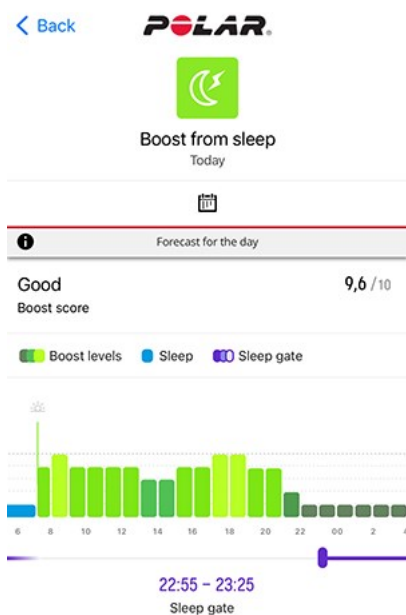 Back
POLAR
Boost from sleep
Today
Forecast for the day
Good 9,6 /10
Boost score
Boost levels Sleep Sleep gate
6 8 10 12 14 16 18 20 22 00 2 4
22:55 – 23:25
Sleep gate